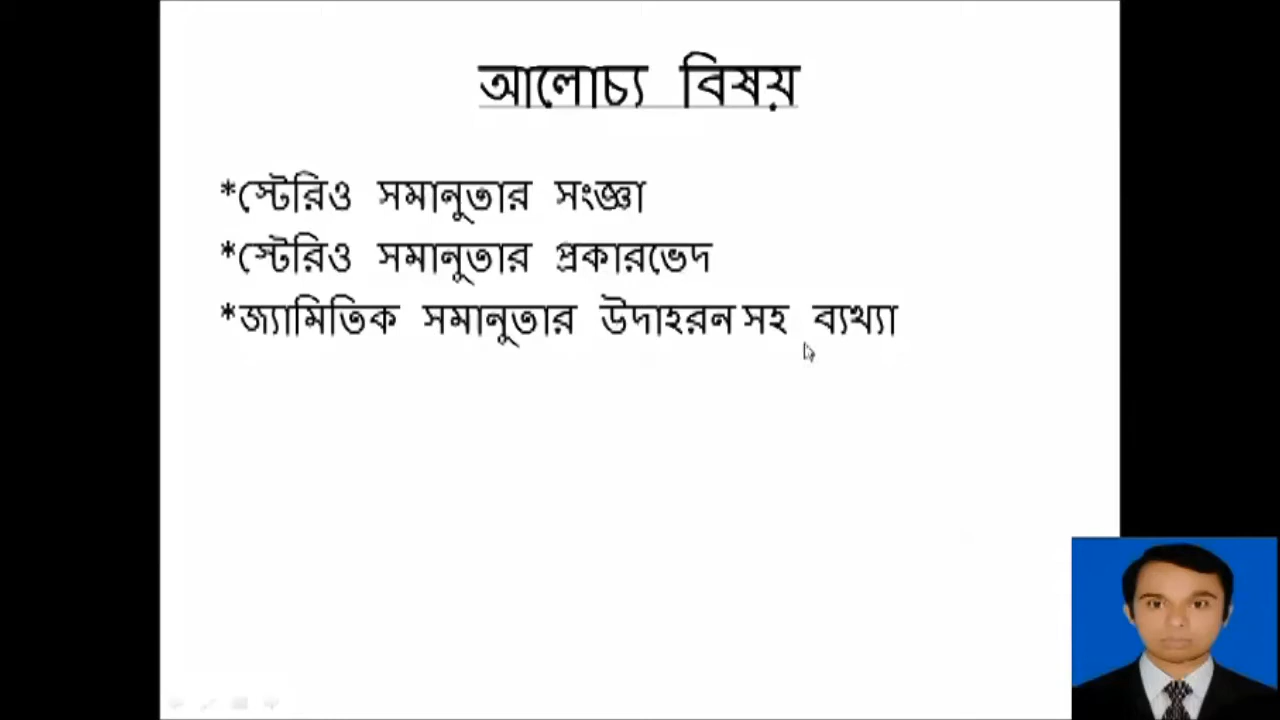 আলোচ্য বিষয়
*স্টেরিও সমানুতার সংজ্ঞা
*স্টেরিও সমানুতার প্রকারভেদ
*জ্যামিতিক সমানুতার উদাহরন সহ ব্যখ্যা